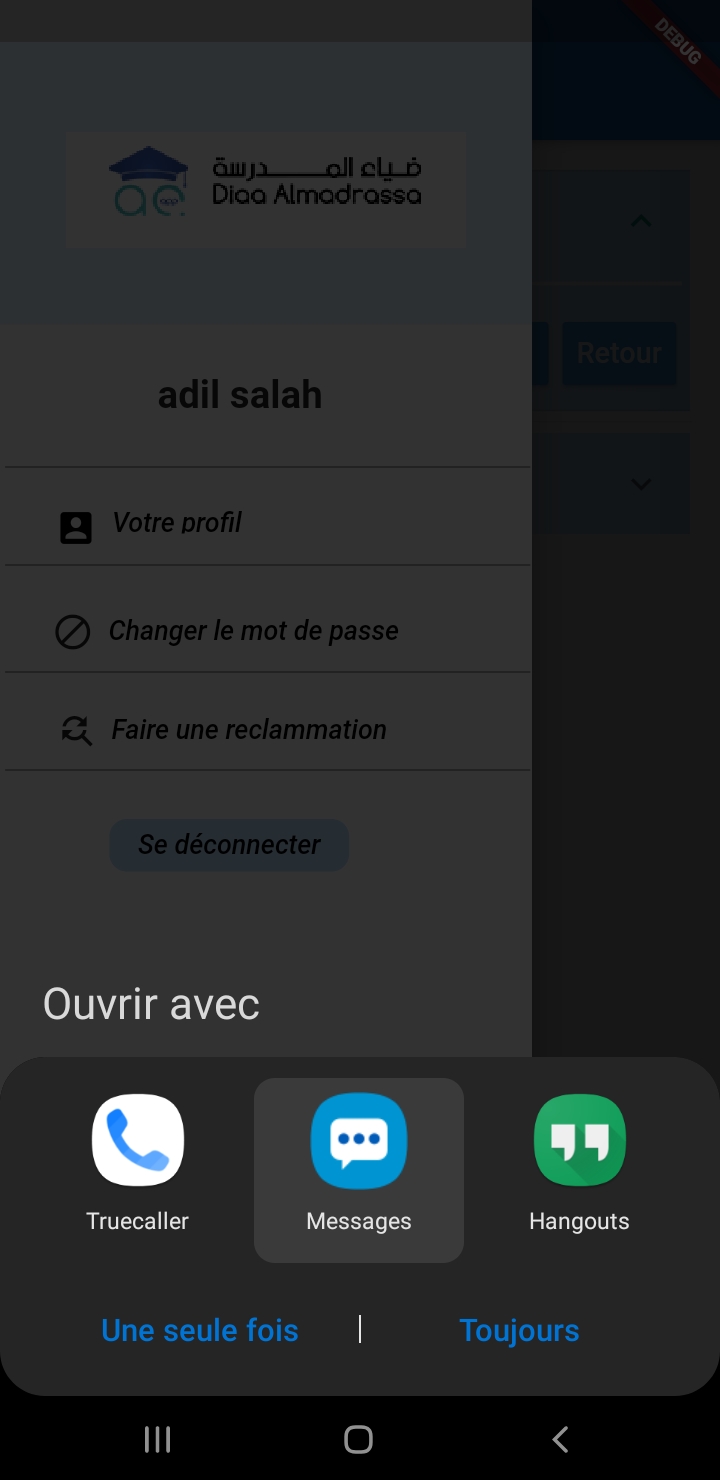 DEBUG
ضياء المدرسة
Diaa Almadrassa
ae
app
Retour
adil salah
Votre profil
Changer le mot de passe
Faire une reclammation
Se déconnecter
Ouvrir avec
Truecaller
Messages
Hangouts
Une seule fois | Toujours